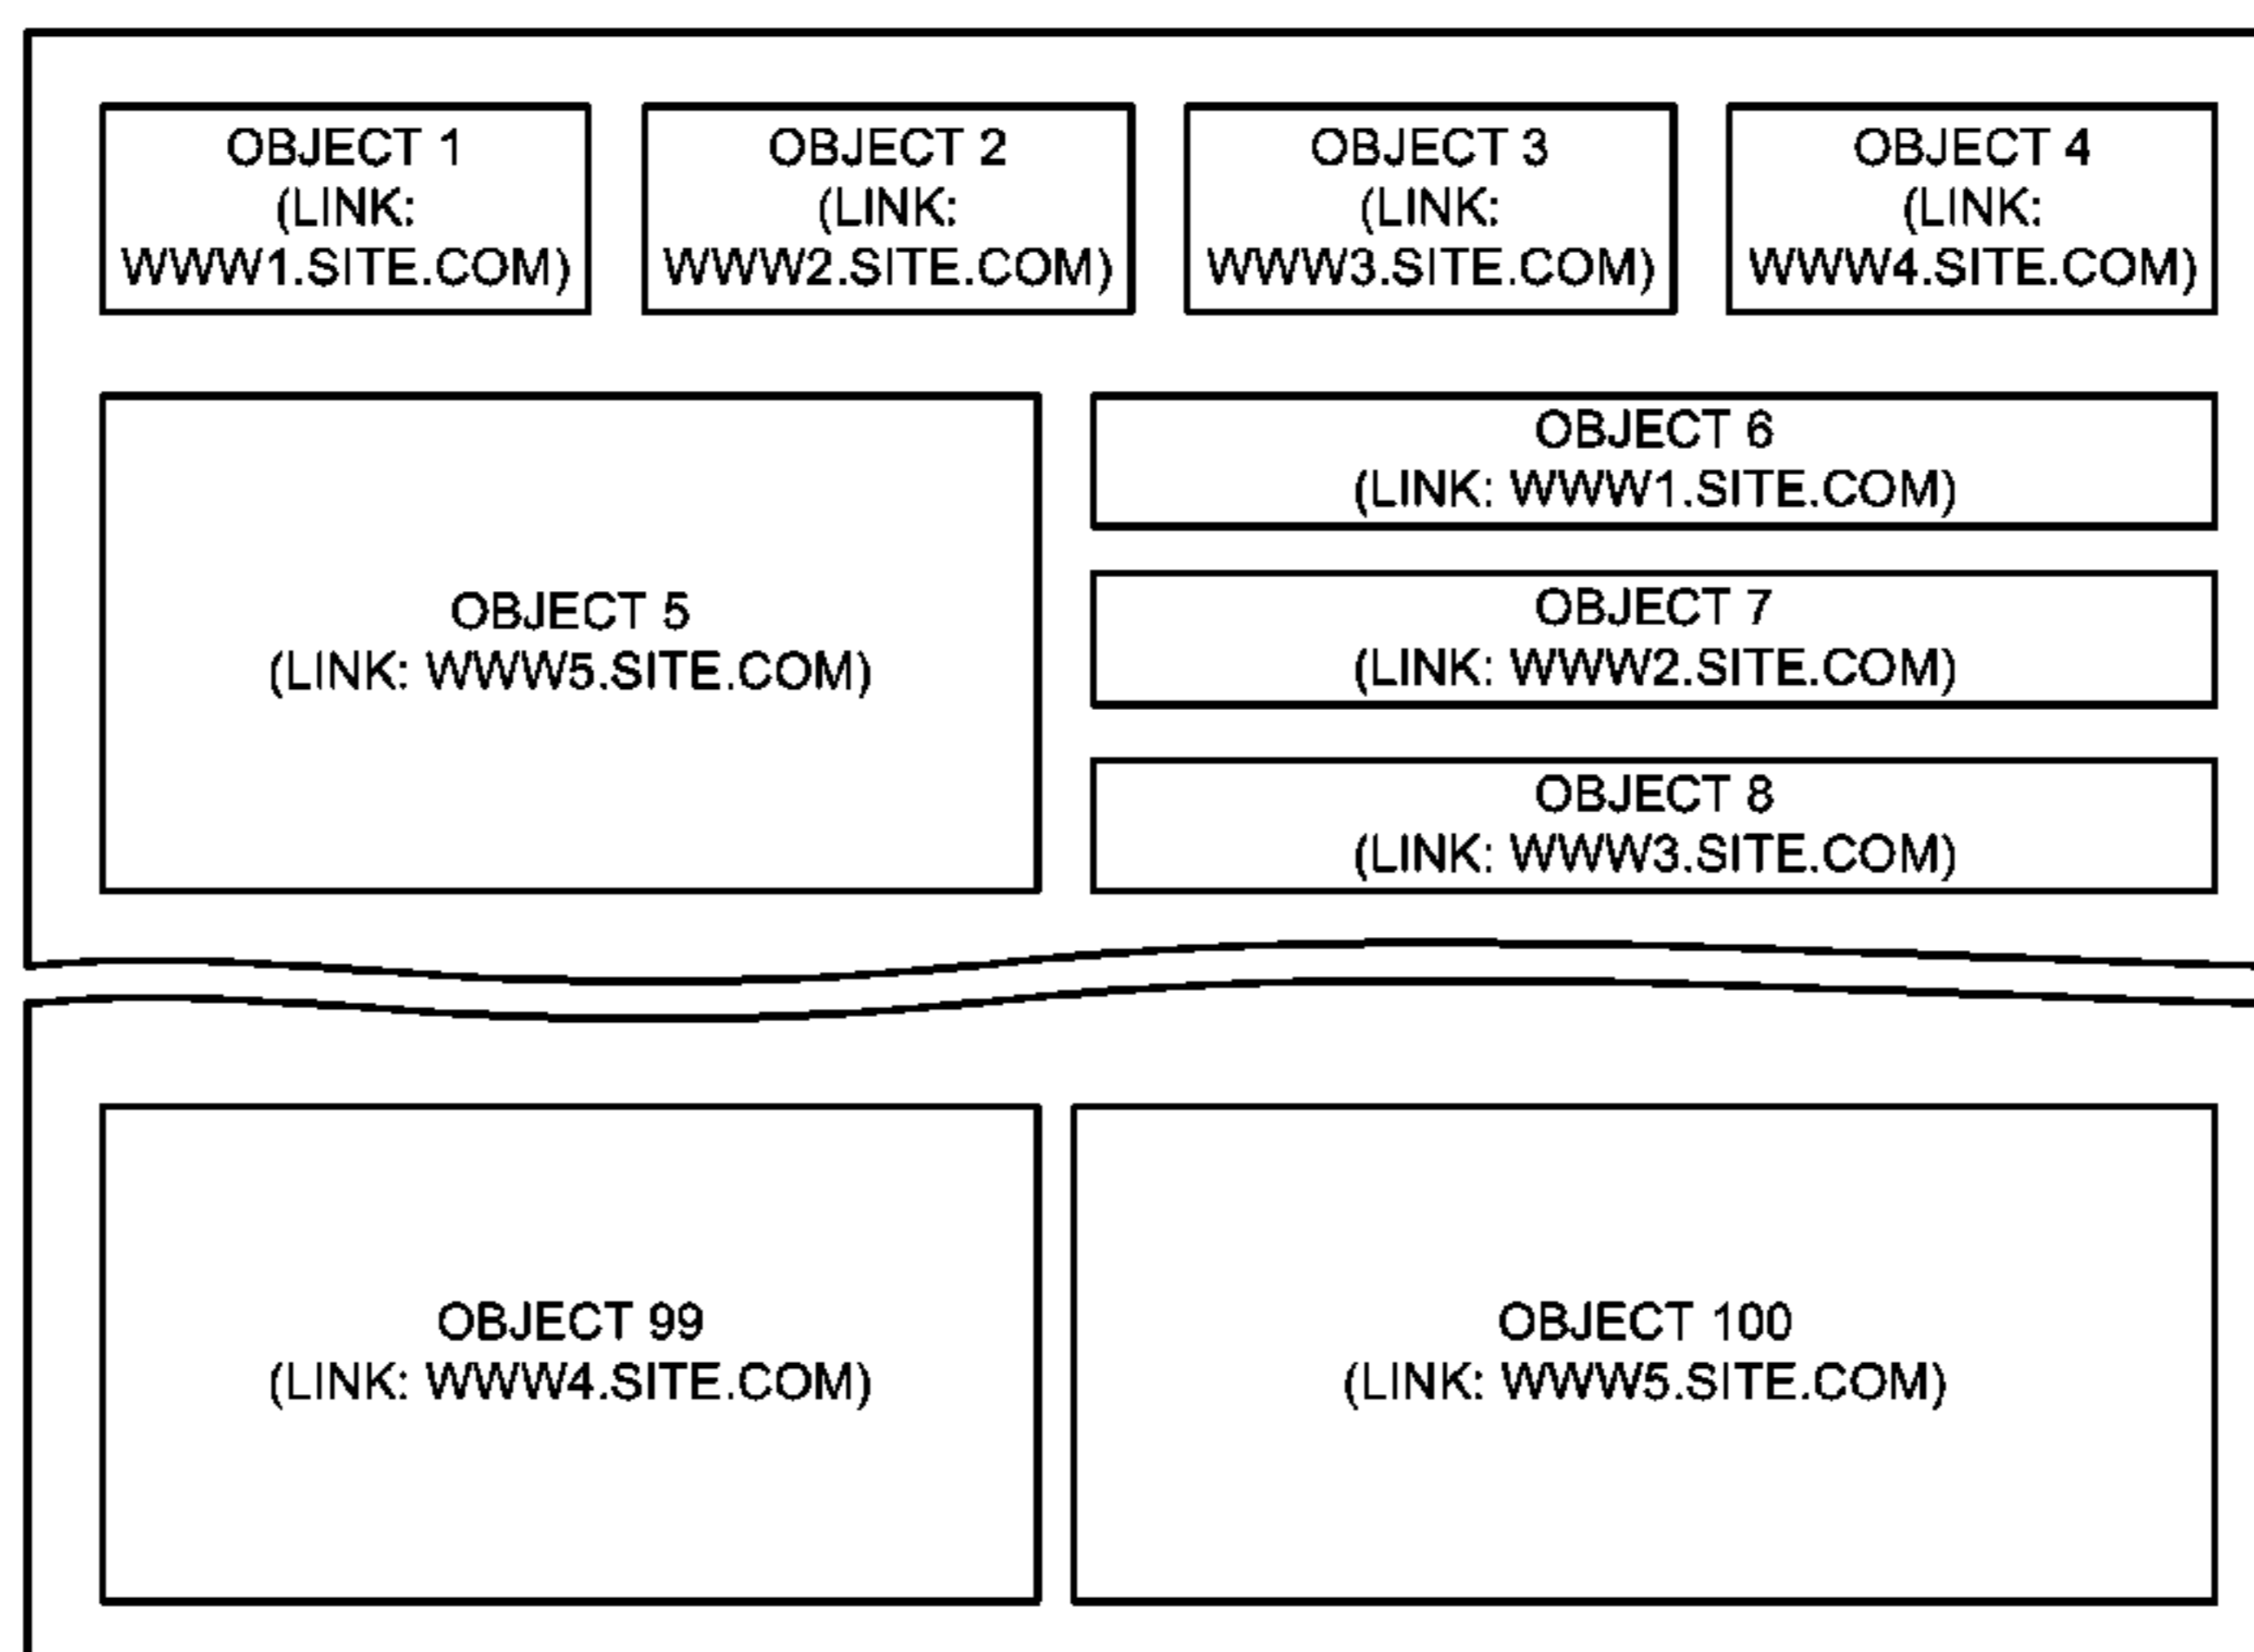 OBJECT 1
(LINK:
WWW1.SITE.COM)
OBJECT 2
(LINK:
WWW2.SITE.COM)
OBJECT 3
(LINK:
WWW3.SITE.COM)
OBJECT 4
(LINK:
WWW4.SITE.COM)
OBJECT 5
(LINK: WWW5.SITE.COM)
OBJECT 6
(LINK: WWW1.SITE.COM)
OBJECT 7
(LINK: WWW2.SITE.COM)
OBJECT 8
(LINK: WWW3.SITE.COM)
OBJECT 99
(LINK: WWW4.SITE.COM)
OBJECT 100
(LINK: WWW5.SITE.COM)